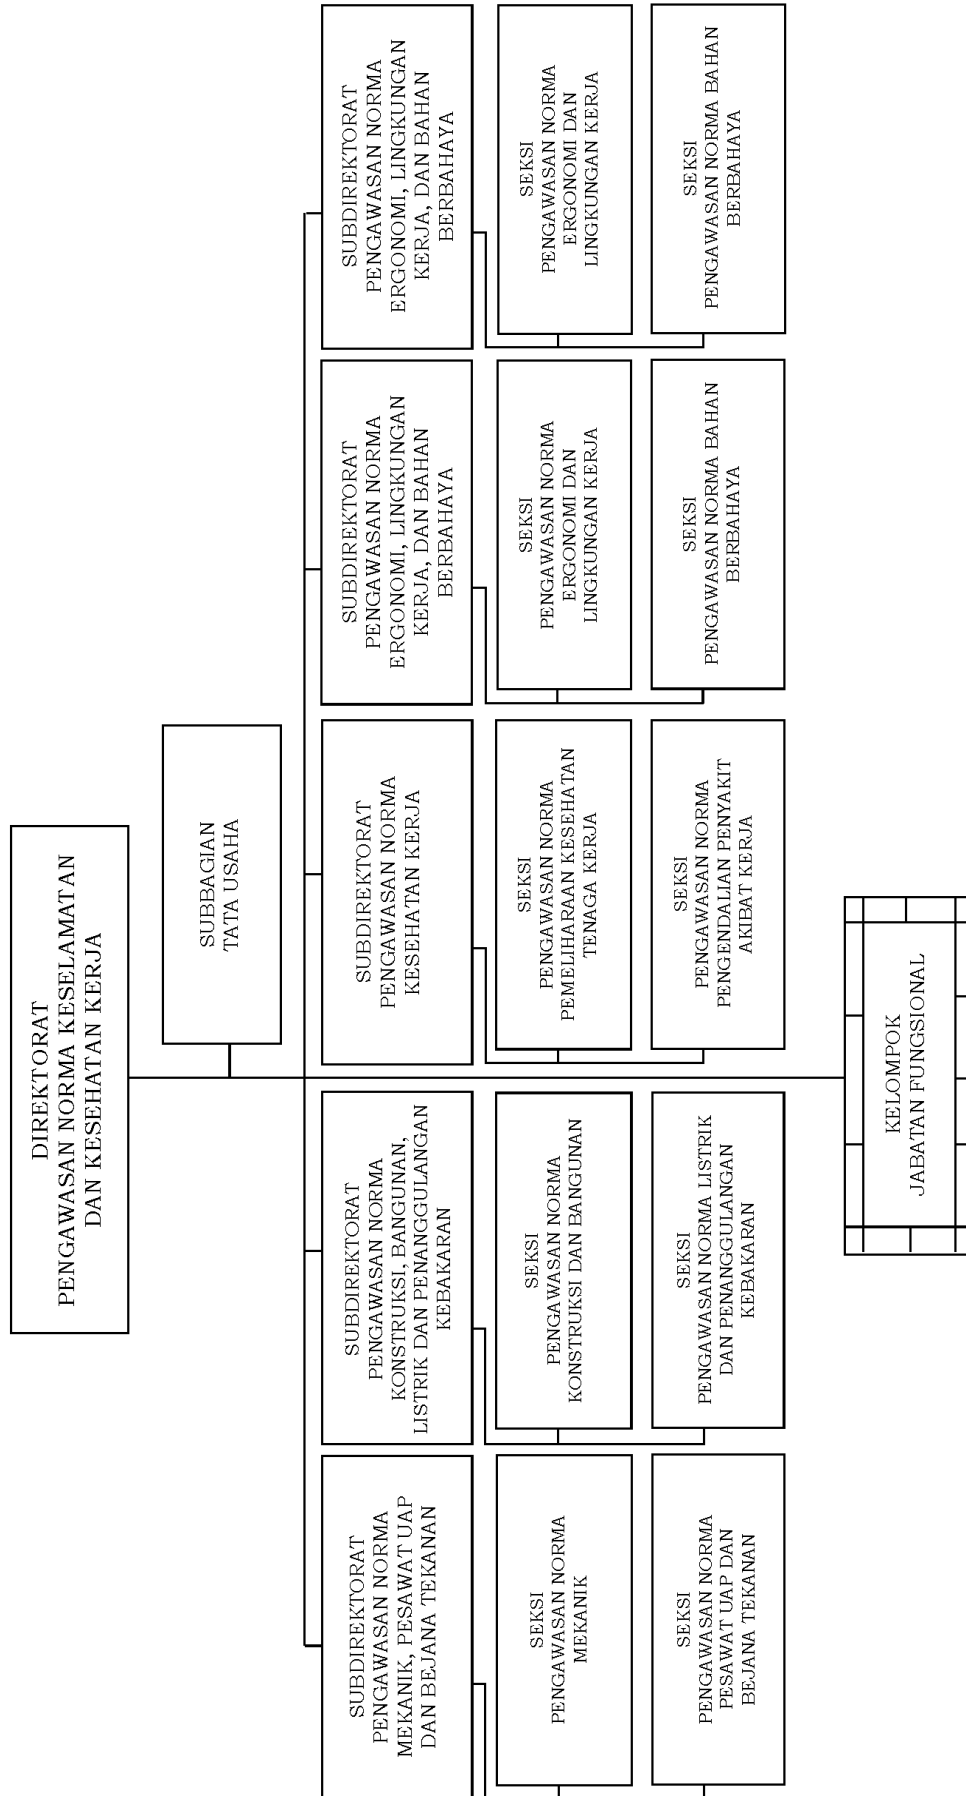 DIREKTORAT
PENGAWASAN NORMA KESELAMATAN
DAN KESEHATAN KERJA
SUBBAGIAN
TATA USAHA
SUBDIREKTORAT
PENGAWASAN NORMA
MEKANIK, PESAWAT UAP
DAN BEJANA TEKANAN
SUBDIREKTORAT
PENGAWASAN NORMA
KONSTRUKSI, BANGUNAN,
LISTRIK DAN PENANGGULANGAN
KEBAKARAN
SUBDIREKTORAT
PENGAWASAN NORMA
KESEHATAN KERJA
SUBDIREKTORAT
PENGAWASAN NORMA
ERGONOMI, LINGKUNGAN
KERJA, DAN BAHAN
BERBAHAYA
SUBDIREKTORAT
PENGAWASAN NORMA
ERGONOMI, LINGKUNGAN
KERJA, DAN BAHAN
BERBAHAYA
SEKSI
PENGAWASAN NORMA
MEKANIK
SEKSI
PENGAWASAN NORMA
KONSTRUKSI DAN BANGUNAN
SEKSI
PENGAWASAN NORMA
PEMELIHARAAN KESEHATAN
TENAGA KERJA
SEKSI
PENGAWASAN NORMA
ERGONOMI DAN
LINGKUNGAN KERJA
SEKSI
PENGAWASAN NORMA
ERGONOMI DAN
LINGKUNGAN KERJA
SEKSI
PENGAWASAN NORMA
PESAWAT UAP DAN
BEJANA TEKANAN
SEKSI
PENGAWASAN NORMA LISTRIK
DAN PENANGGULANGAN
KEBAKARAN
SEKSI
PENGAWASAN NORMA
PENGENDALIAN PENYAKIT
AKIBAT KERJA
SEKSI
PENGAWASAN NORMA BAHAN
BERBAHAYA
SEKSI
PENGAWASAN NORMA BAHAN
BERBAHAYA
KELOMPOK
JABATAN FUNGSIONAL